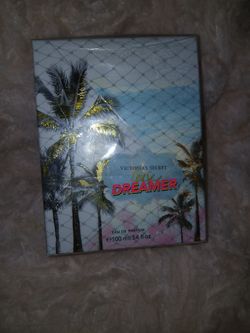 VICTORIA'S SECRET
DREAMER
EAU DE PARFUM
100 ml 3.4 fl oz